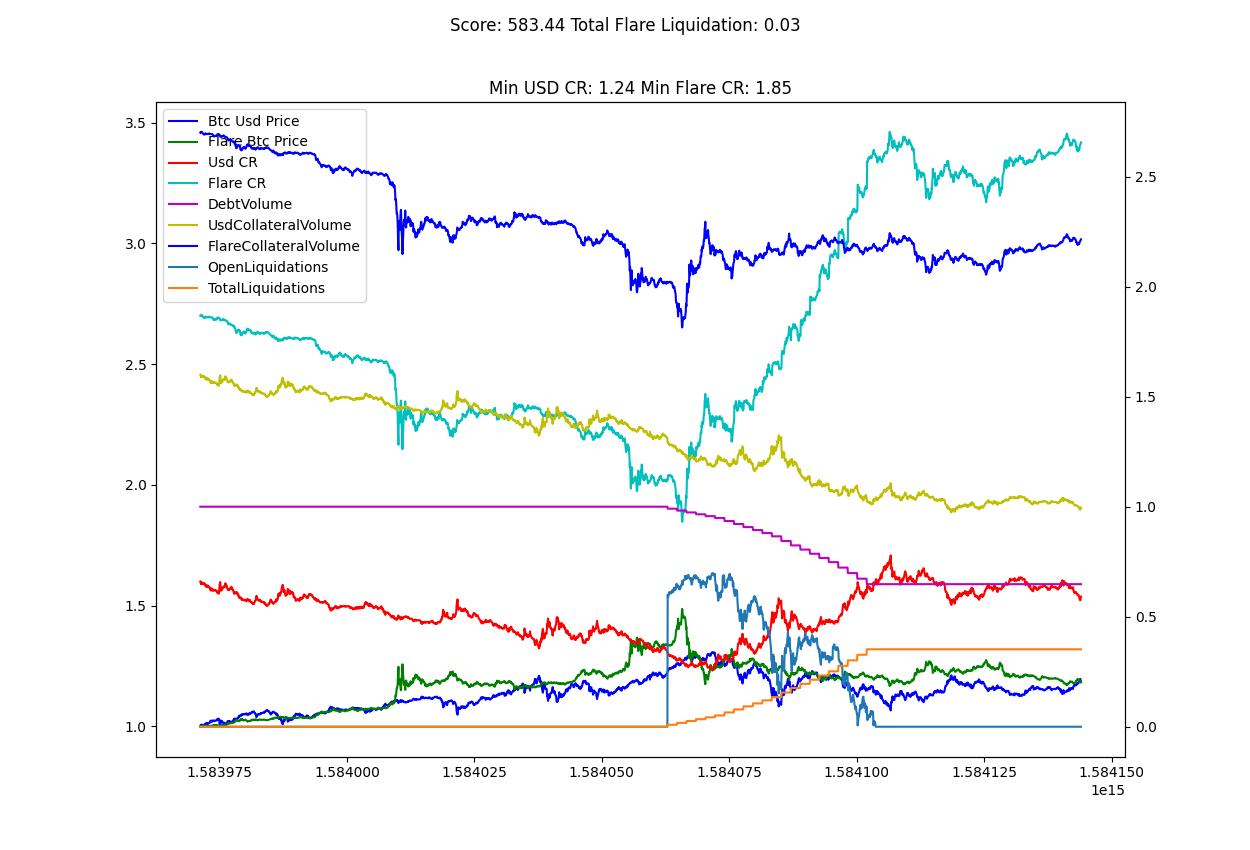 Score: 583.44 Total Flare Liquidation: 0.03
Min USD CR: 1.24 Min Flare CR: 1.85
Btc Usd Price
Flare Btc Price
Usd CR
Flare CR
DebtVolume
UsdCollateralVolume
FlareCollateralVolume
OpenLiquidations
TotalLiquidations
3.5
3.0
2.5
2.0
1.5
1.0
2.5
2.0
1.5
1.0
0.5
0.0
1.583975 1.584000 1.584025 1.584050 1.584075 1.584100 1.584125 1.584150
1e15